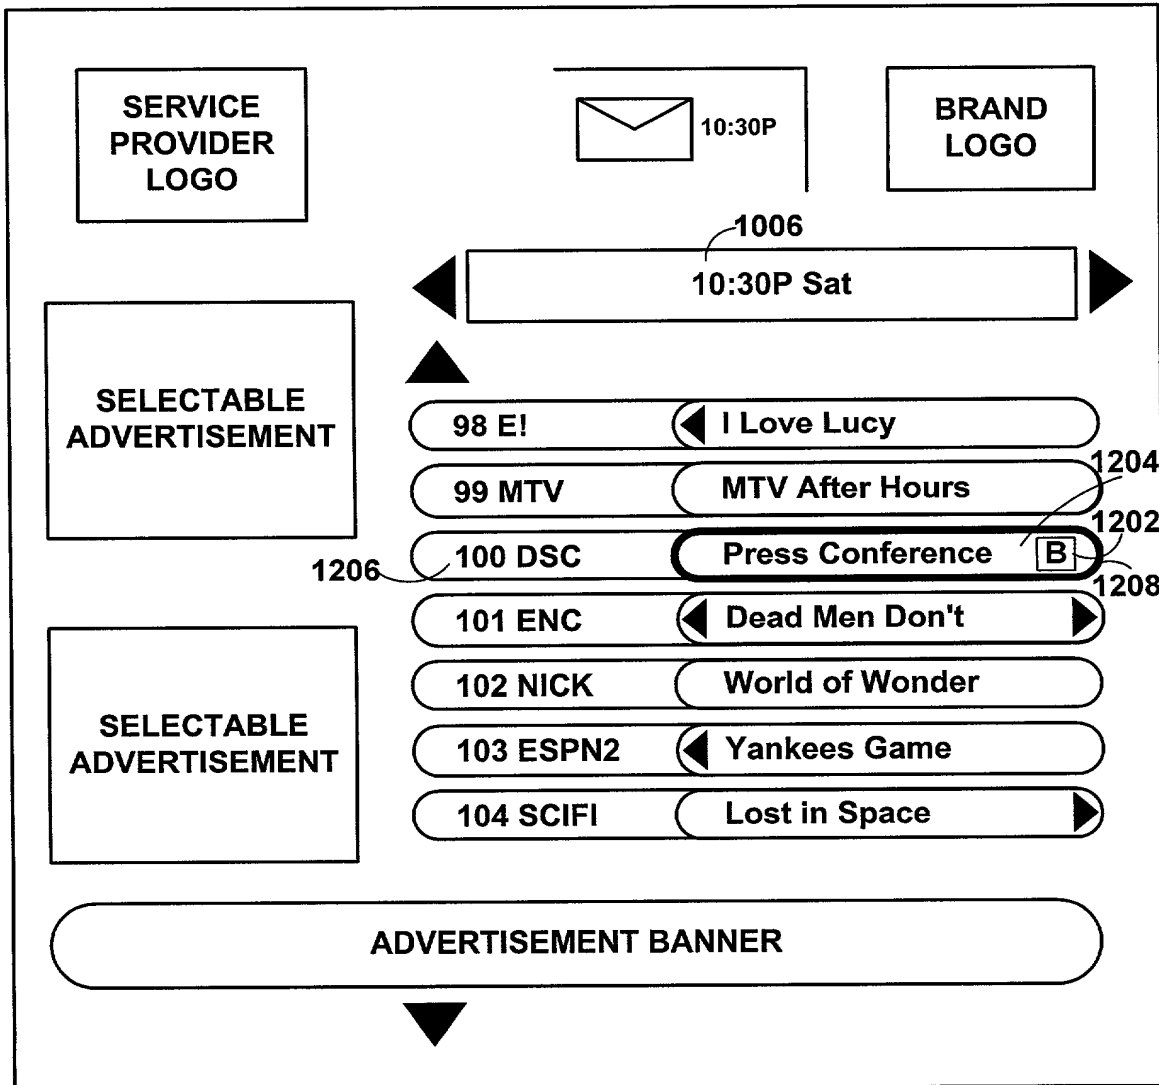 SERVICE
PROVIDER
LOGO
10:30P
BRAND
LOGO
1006
10:30P Sat
SELECTABLE
ADVERTISEMENT
98 E! I Love Lucy
1204
99 MTV MTV After Hours
1202
1206 100 DSC Press Conference B
1208
101 ENC Dead Men Don't
102 NICK World of Wonder
SELECTABLE
ADVERTISEMENT
103 ESPN2 Yankees Game
104 SCIFI Lost in Space
ADVERTISEMENT BANNER